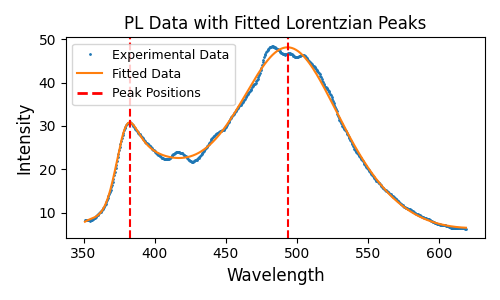 PL Data with Fitted Lorentzian Peaks
Experimental Data
Fitted Data
Peak Positions
Intensity
50
40
30
20
10
350 400 450 500 550 600
Wavelength